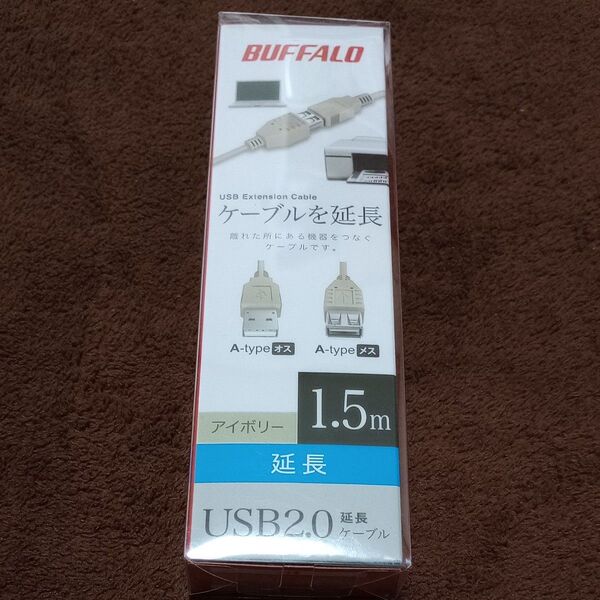 BUFFALO
USB Extension Cable
ケーブルを延長
離れた所にある機器をつなぐ
ケーブルです。
A-type オス A-type メス
アイボリー 1.5m
延長
USB2.0 延長
ケーブル